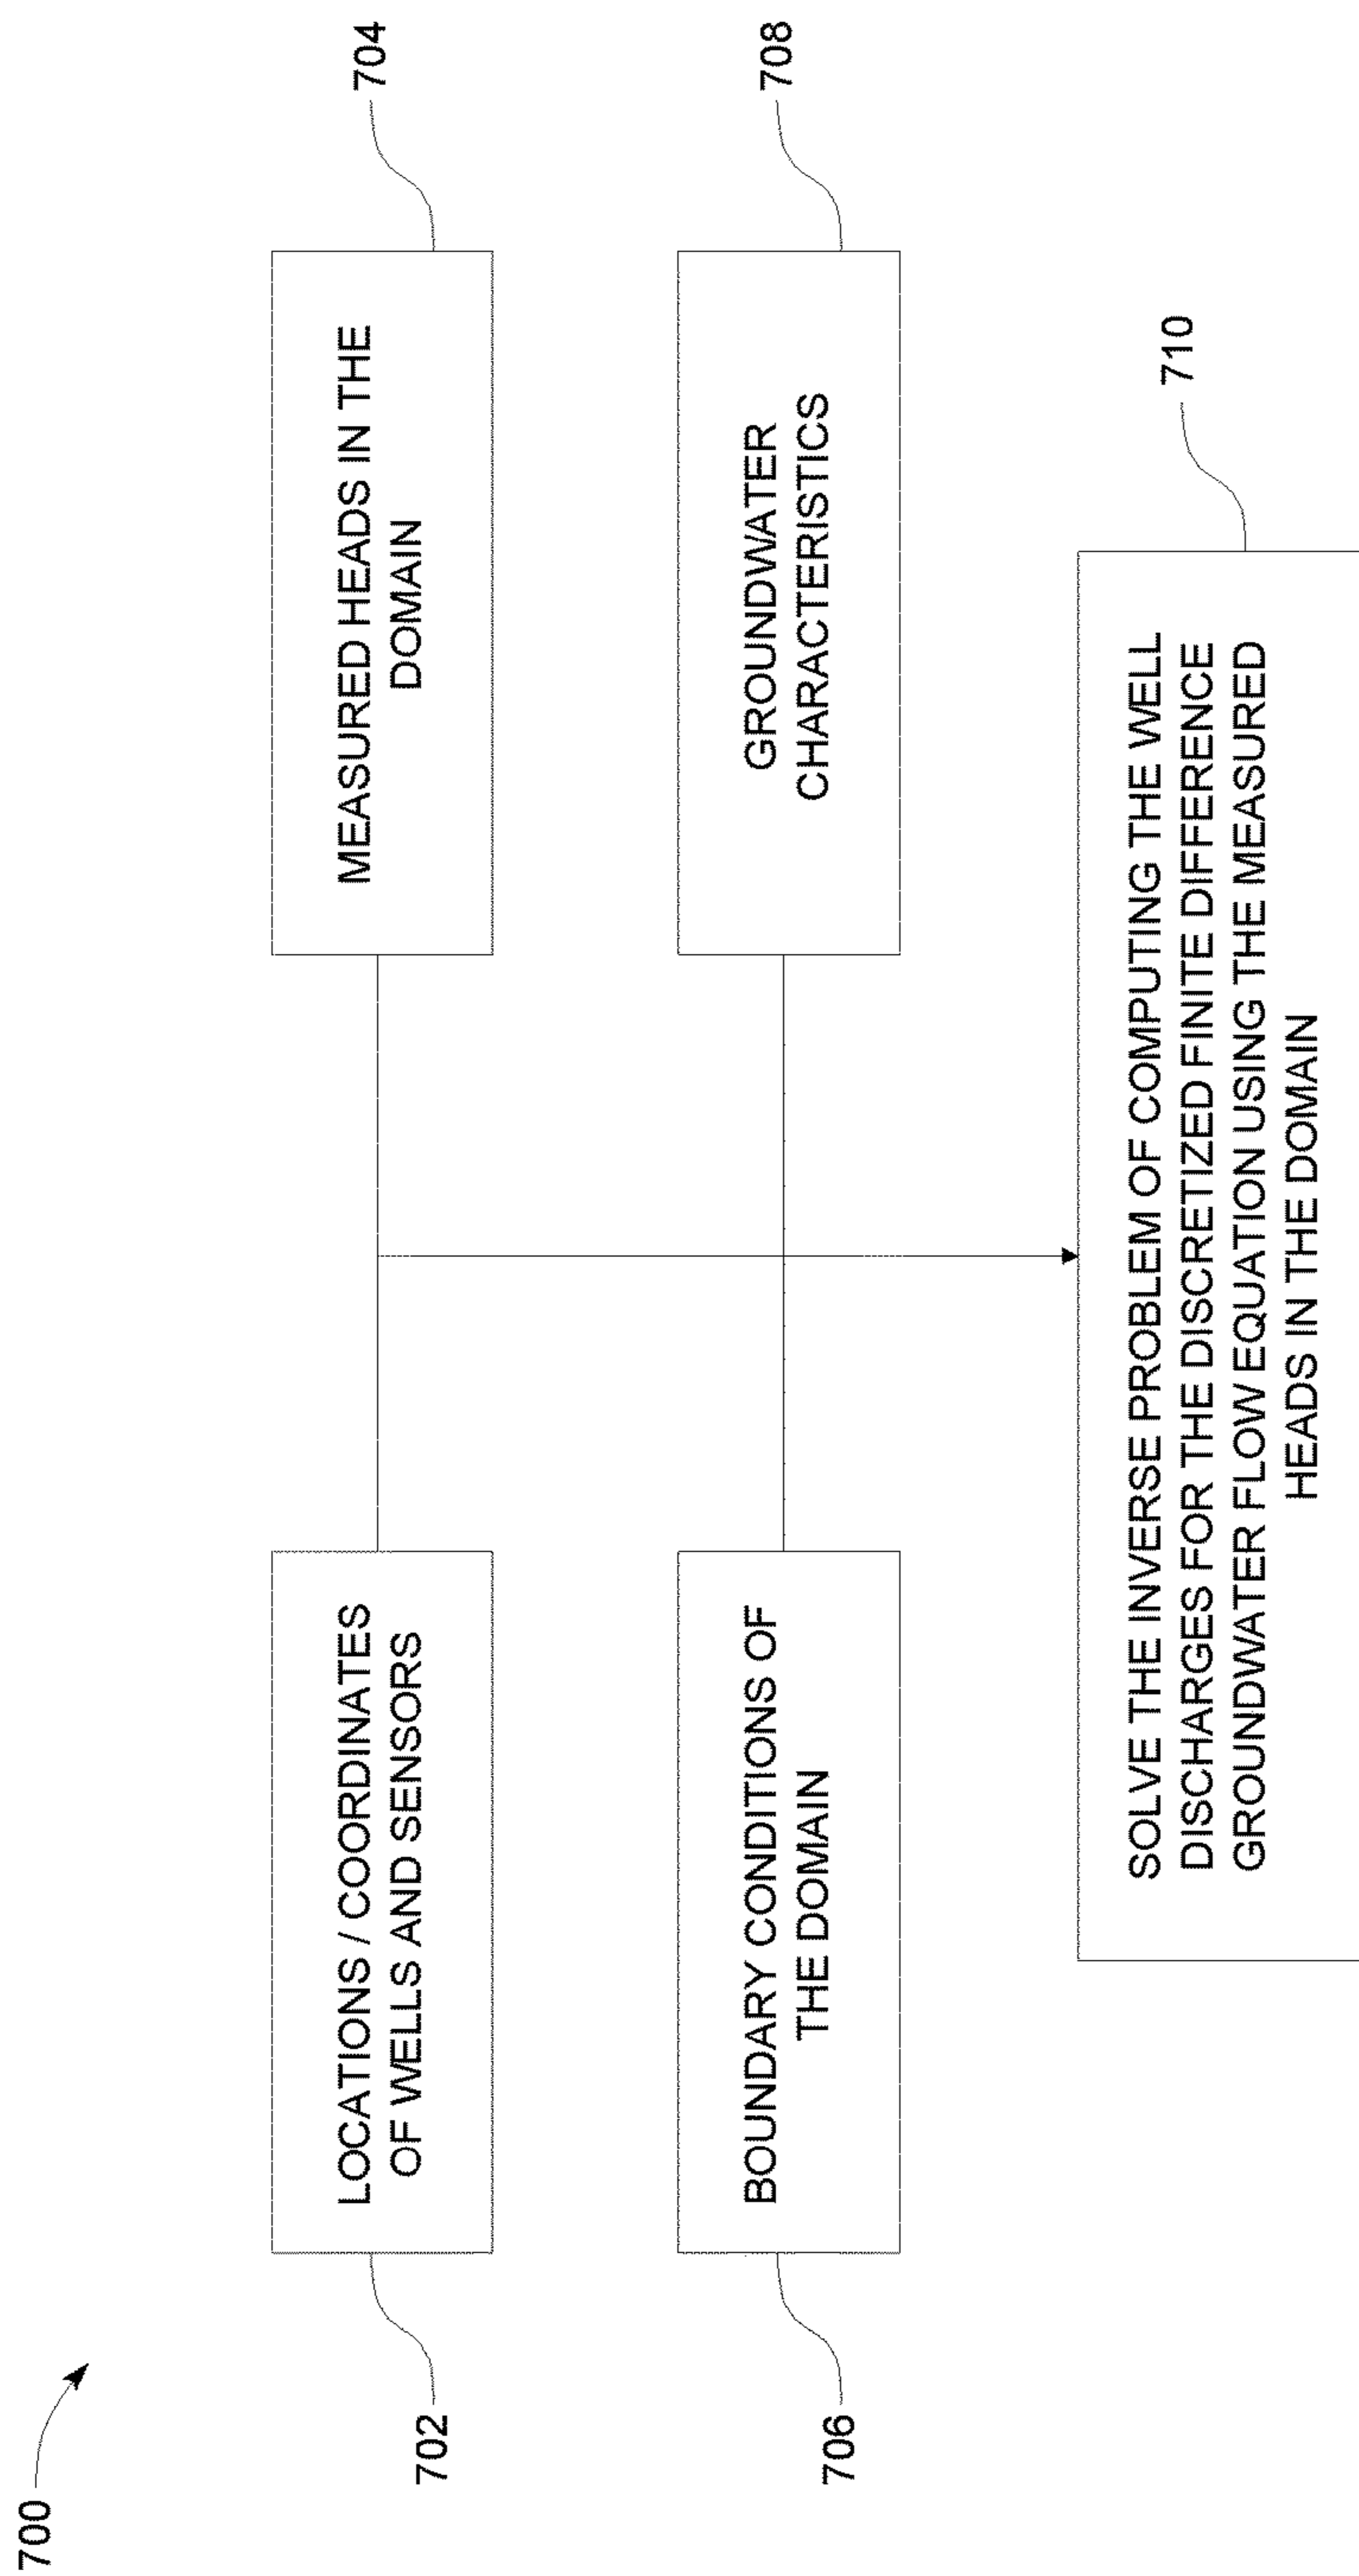 700
702
LOCATIONS / COORDINATES
OF WELLS AND SENSORS
MEASURED HEADS IN THE
DOMAIN
704
706
BOUNDARY CONDITIONS OF
THE DOMAIN
GROUNDWATER
CHARACTERISTICS
708
SOLVE THE INVERSE PROBLEM OF COMPUTING THE WELL
DISCHARGES FOR THE DISCRETIZED FINITE DIFFERENCE
GROUNDWATER FLOW EQUATION USING THE MEASURED
HEADS IN THE DOMAIN
710